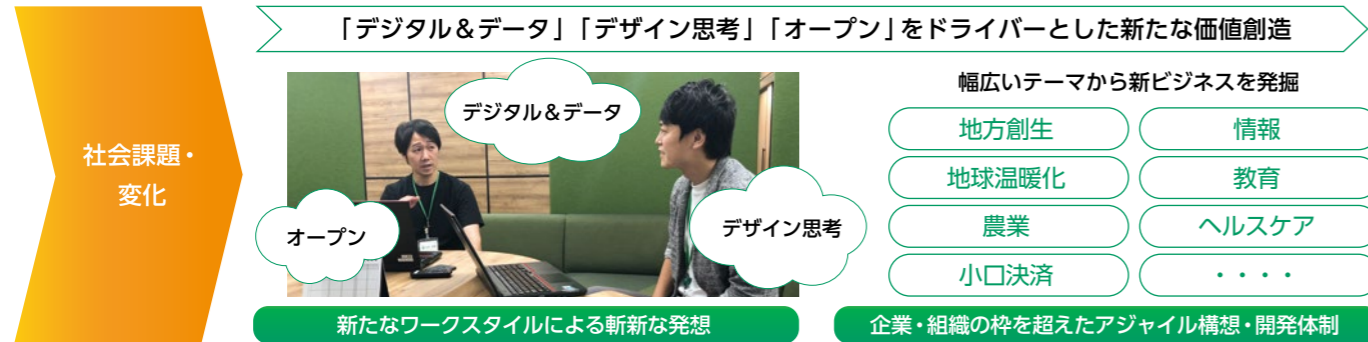 「デジタル＆データ」「デザイン思考」「オープン」をドライバーとした新たな価値創造
社会課題・
変化
デジタル＆データ
オープン
デザイン思考
新たなワークスタイルによる斬新な発想
幅広いテーマから新ビジネスを発掘
地方創生
情報
地球温暖化
教育
農業
ヘルスケア
小口決済
・・・・
企業・組織の枠を超えたアジャイル構想・開発体制